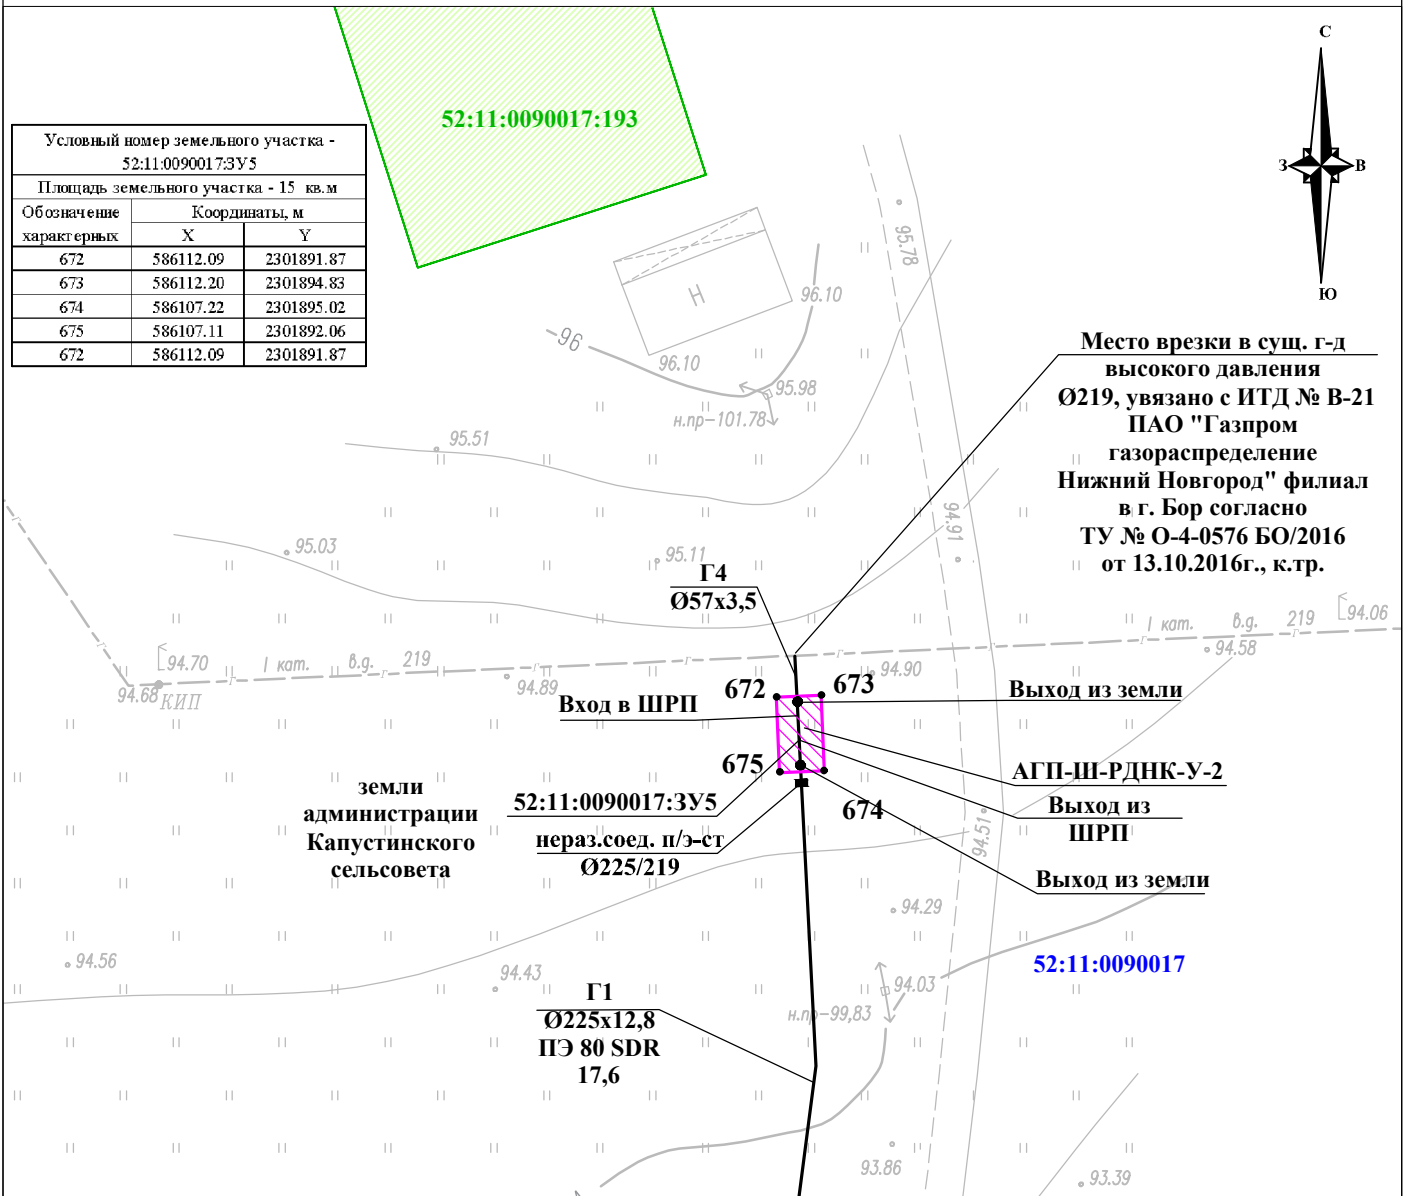 52:11:0090017:193
Условный номер земельного участка -
52:11:0090017:ЗУ5
Площадь земельного участка - 15 кв.м
Обозначение
характерных
Координаты, м
X Y
672 586112.09 2301891.87
673 586112.20 2301894.83
674 586107.22 2301895.02
675 586107.11 2301892.06
672 586112.09 2301891.87
С
З
В
Ю
95.78
Н
96.10
-96
96.10
95.98
н.пр-101.78
95.51
Место врезки в сущ. г-д
высокого давления
Ø219, увязано с ИТД № В-21
ПАО "Газпром
газораспределение
Нижний Новгород" филиал
в г. Бор согласно
ТУ № О-4-0576 БО/2016
от 13.10.2016г., к.тр.
94.91
95.03
95.11
Г4
Ø57х3,5
I кат. в.д. 219
94.06
94.58
94.70
I кат. в.д. 219
94.68
КИП
94.89
94.90
672
673
Вход в ШРП
Выход из земли
675
АГП-Ш-РДНК-У-2
земли
администрации
Капустинского
сельсовета
52:11:0090017:ЗУ5
674
Выход из
ШРП
94.51
нераз.соед. п/э-ст
Ø225/219
Выход из земли
94.29
94.56
94.43
52:11:0090017
94.03
н.пр-99,83
Г1
Ø225х12,8
ПЭ 80 SDR
17,6
93.86
93.39
г
г
г
г
г
г
г
г